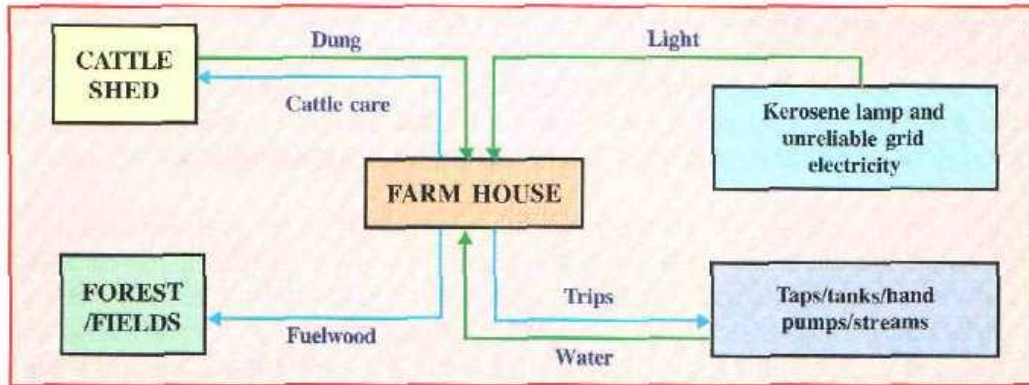 Dung
Light
CATTLE
SHED
Cattle care
Kerosene lamp and
unreliable grid
electricity
FARM HOUSE
FOREST
/FIELDS
Fuelwood
Trips
Water
Taps/tanks/hand
pumps/streams